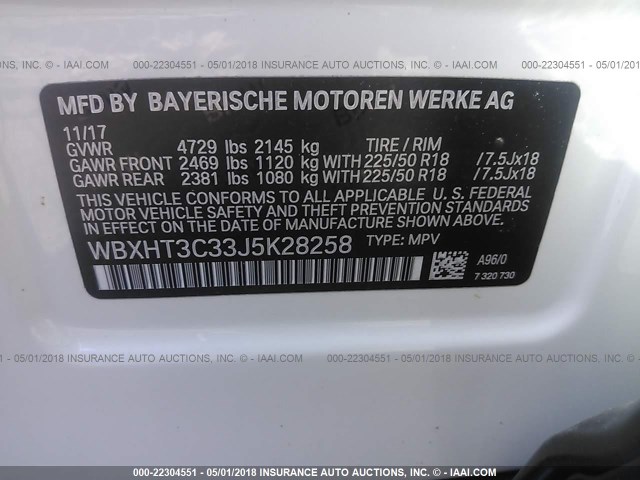 000-22304551 - 05/01/2018 INSURANCE AUTO AUCTIONS, INC. - © WWW.IAAI.COM
MFD BY BAYERISCHE MOTOREN WERKE AG
11/17
GVWR 4729 lbs 2145 kg TIRE / RIM
GAWR FRONT 2469 lbs 1120 kg WITH 225/50 R18 /7.5Jx18
GAWR REAR 2381 lbs 1080 kg WITH 225/50 R18 /7.5Jx18
THIS VEHICLE CONFORMS TO ALL APPLICABLE U. S. FEDERAL
MOTOR VEHICLE SAFETY AND THEFT PREVENTION
STANDARDS IN EFFECT ON THE DATE OF MANUFACTURE SHOWN ABOVE.
WBXHT3C33J5K28258 TYPE: MPV
A96/0
7 320 730
000-22304551 - 05/01/2018 INSURANCE AUTO AUCTIONS, INC. - © WWW.IAAI.COM
000-22304551 - 05/01/2018 INSURANCE AUTO AUCTIONS, INC. - © WWW.IAAI.COM